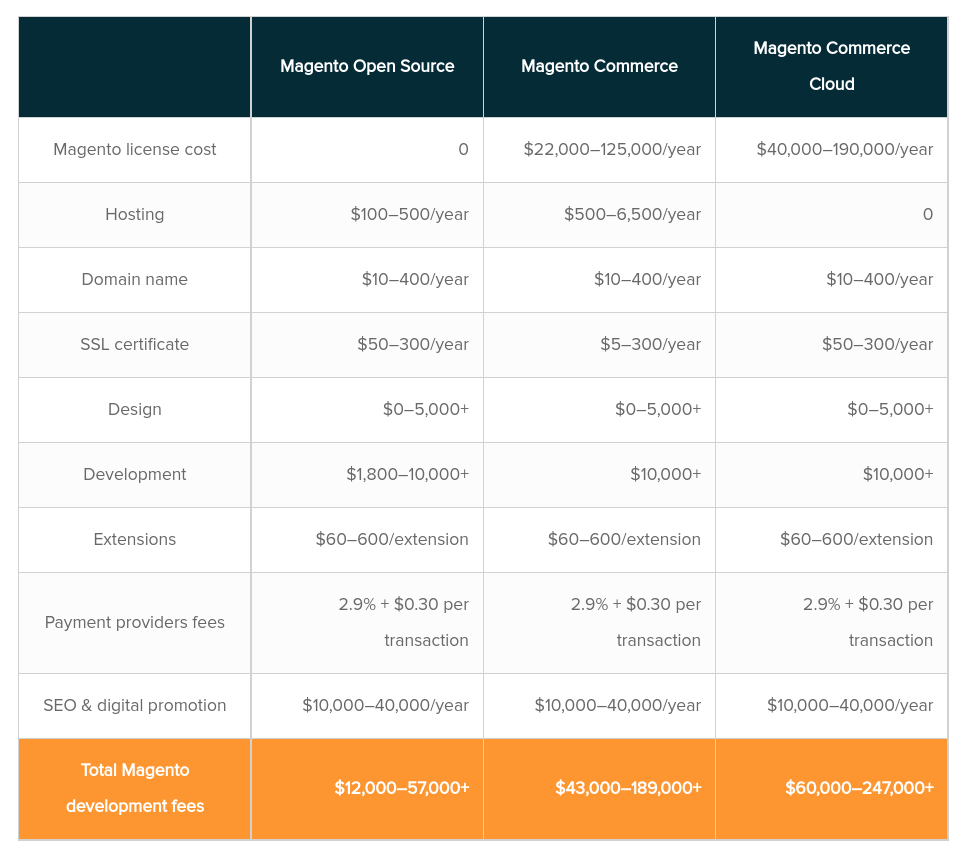 Magento Open Source Magento Commerce Magento Commerce
Cloud
Magento license cost 0 $22,000–125,000/year $40,000–190,000/year
Hosting $100–500/year $500–6,500/year 0
Domain name $10–400/year $10–400/year $10–400/year
SSL certificate $50–300/year $5–300/year $50–300/year
Design $0–5,000+ $0–5,000+ $0–5,000+
Development $1,800–10,000+ $10,000+ $10,000+
Extensions $60–600/extension $60–600/extension $60–600/extension
Payment providers fees 2.9% + $0.30 per 2.9% + $0.30 per 2.9% + $0.30 per
transaction transaction transaction
SEO & digital promotion $10,000–40,000/year $10,000–40,000/year $10,000–40,000/year
Total Magento
development fees $12,000–57,000+ $43,000–189,000+ $60,000–247,000+